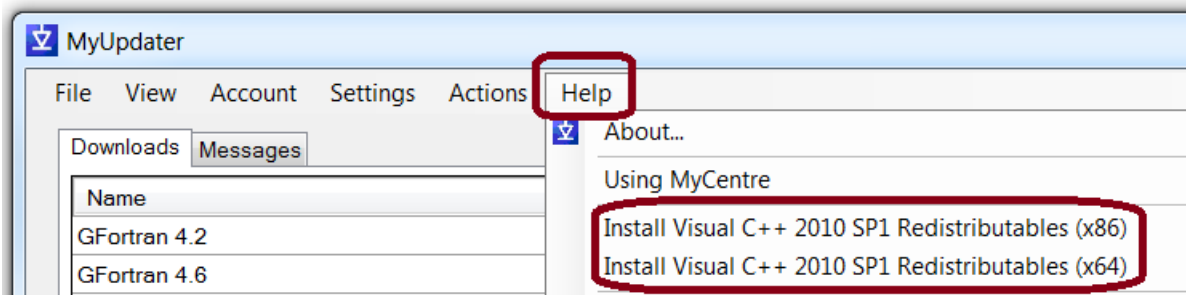 MyUpdater
File View Account Settings Actions Help
Downloads Messages
Name
GFortran 4.2
GFortran 4.6
About...
Using MyCentre
Install Visual C++ 2010 SP1 Redistributables (x86)
Install Visual C++ 2010 SP1 Redistributables (x64)